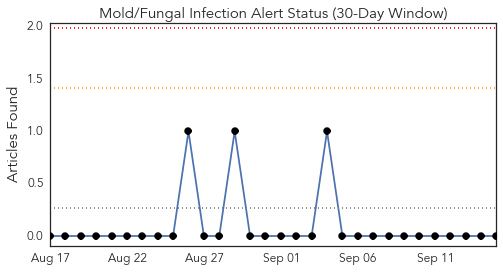 Mold/Fungal Infection Alert Status (30-Day Window)
2.0
1.5
1.0
0.5
0.0
Articles Found
Aug 17 Aug 22 Aug 27 Sep 01 Sep 06 Sep 11